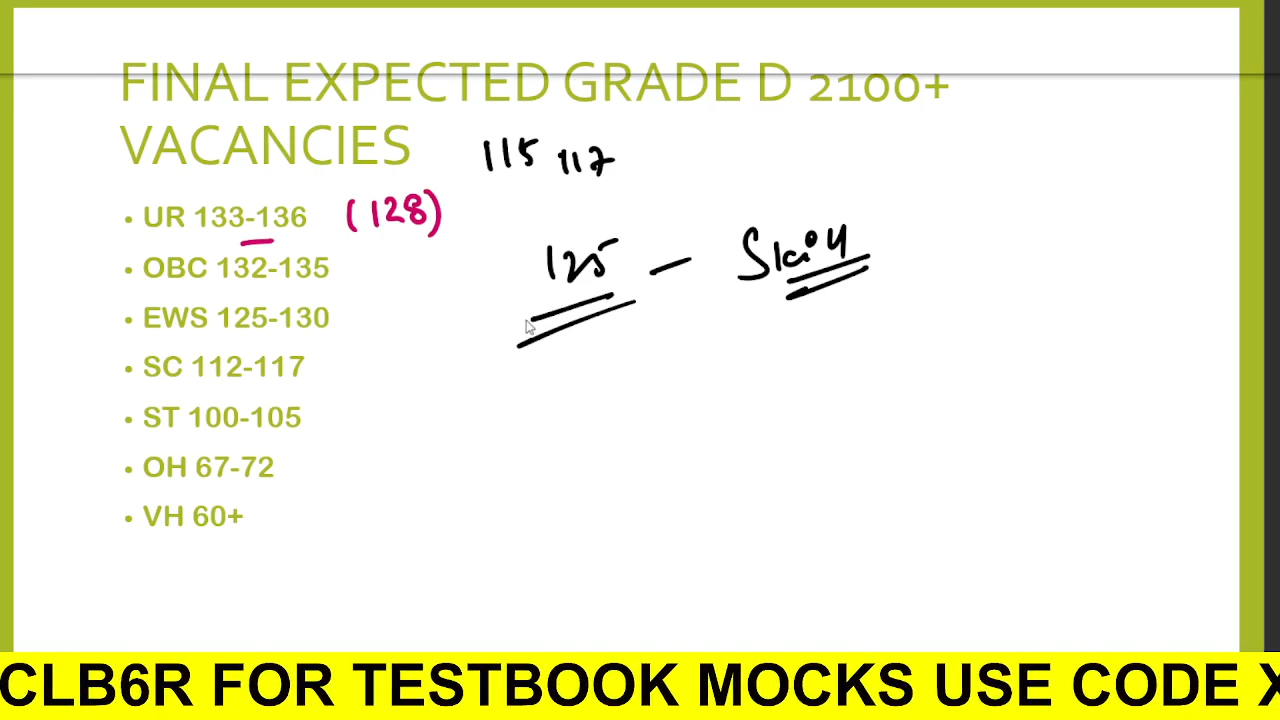 FINAL EXPECTED GRADE D 2100+
VACANCIES
115 117
• UR 133-136 (128)
• OBC 132-135
125 –
• EWS 125-130
• SC 112-117
• ST 100-105
• OH 67-72
• VH 60+
CLB6R FOR TESTBOOK MOCKS USE CODE X